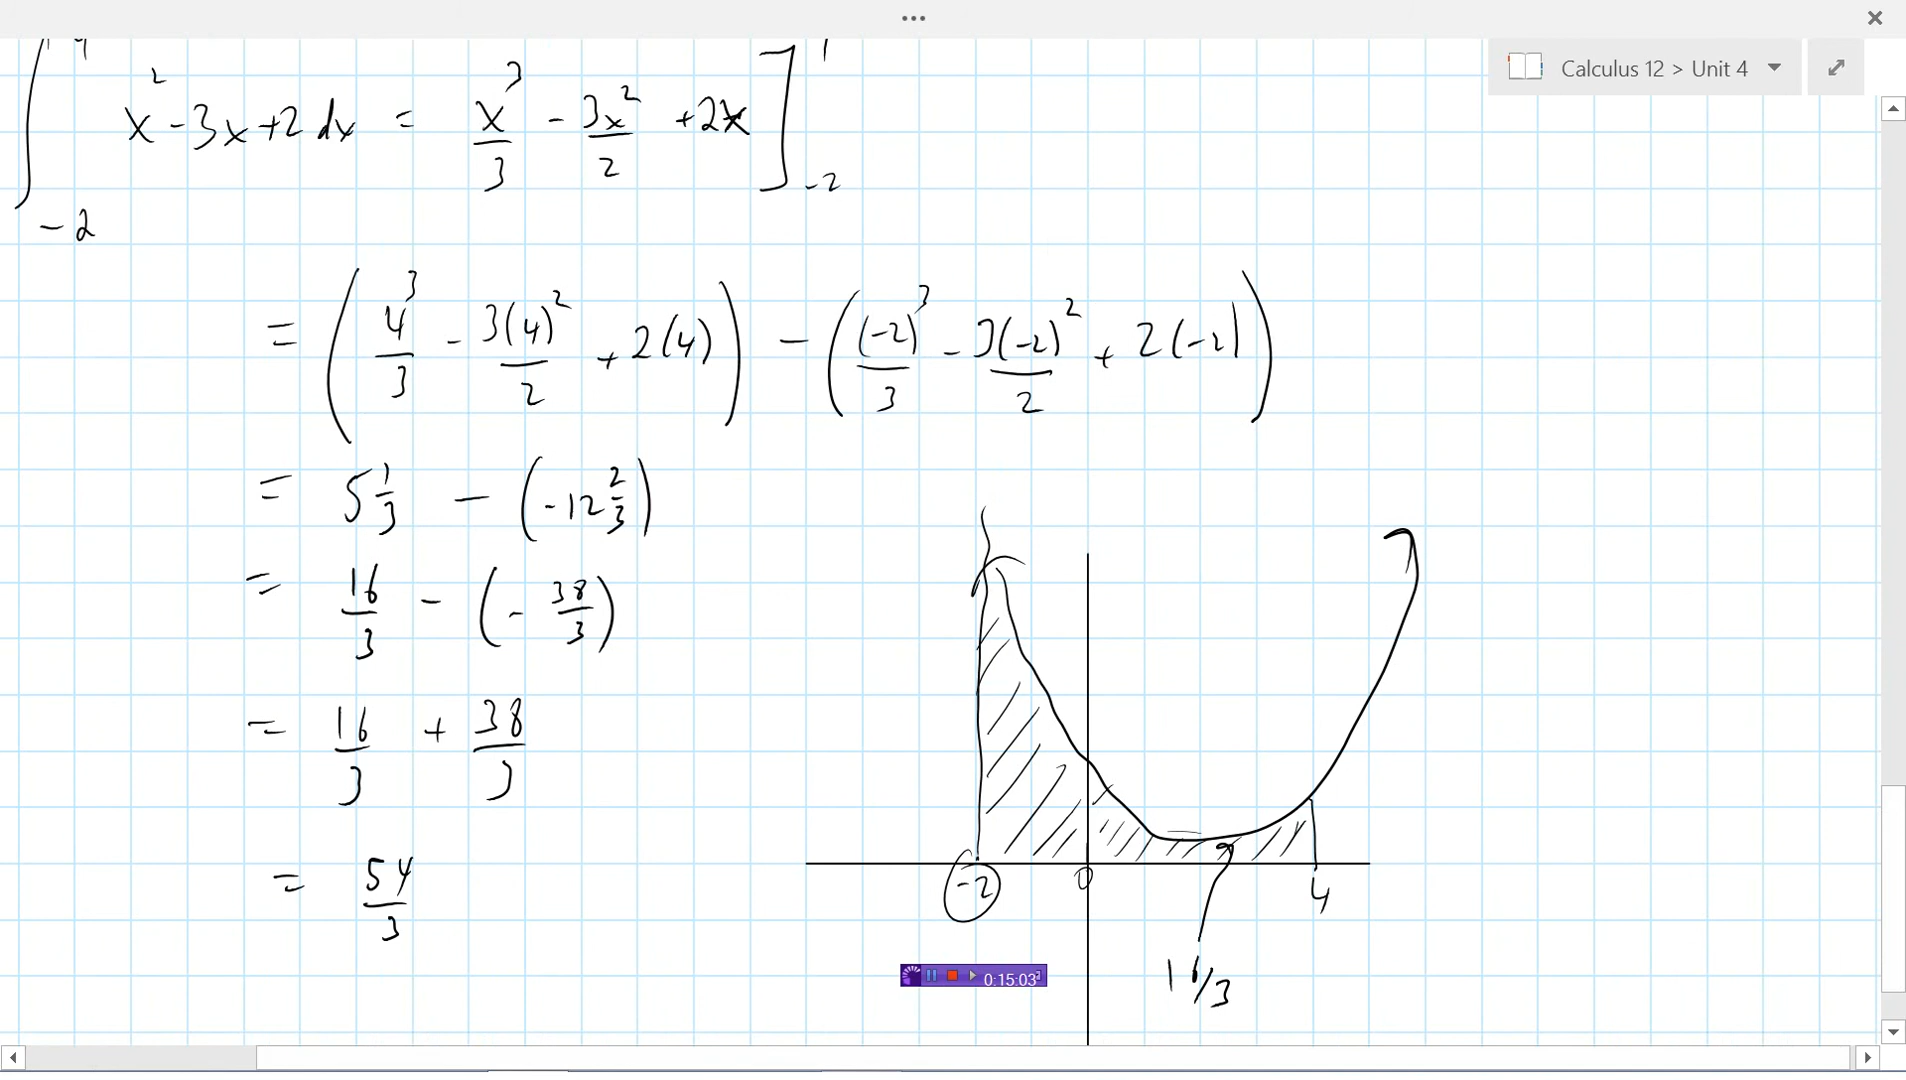 Calculus 12 > Unit 4
∫ -2 x² - 3x + 2 dx = x³/3 - 3x²/2 + 2x ] -2
= ( 4³/3 - 3(4)²/2 + 2(4) ) - ( (-2)³/3 - 3(-2)²/2 + 2(-2) )
= 5 1/3 - ( -12 2/3 )
= 16/3 - ( - 38/3 )
= 16/3 + 38/3
= 54/3
-2 0 4
16/3
0:15:03